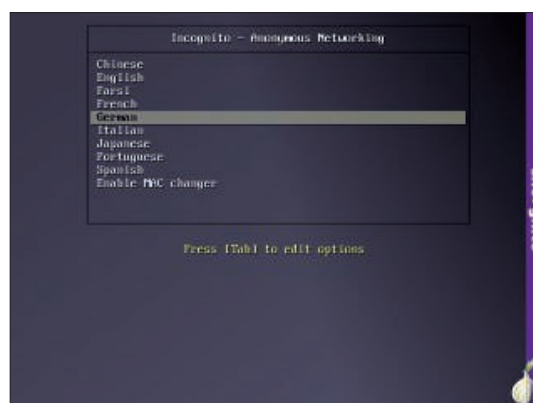 Incognito - Anonymous Networking
Chinese
English
Farsi
French
German
Italian
Japanese
Portuguese
Spanish
Enable MAC changer
Press [Tab] to edit options